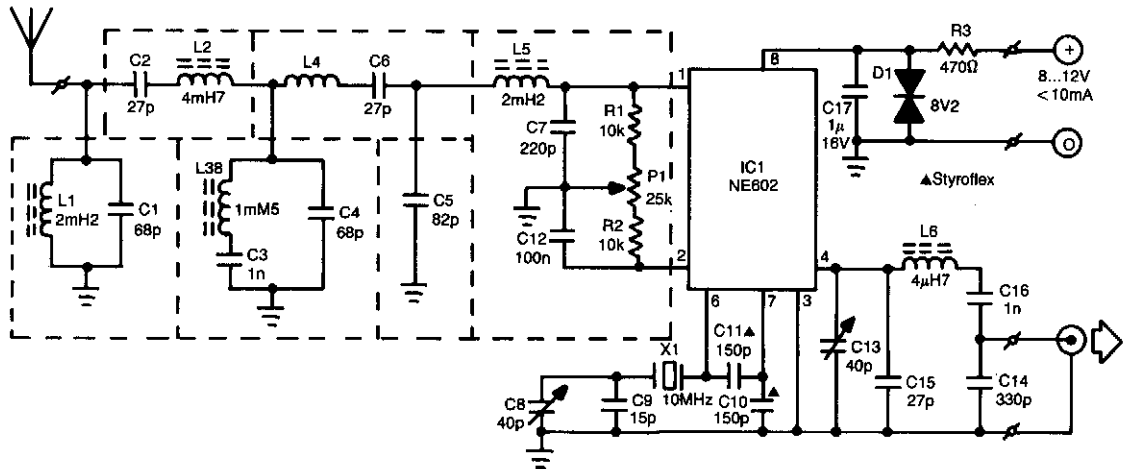 C2
27p
L2
4mH7
L4
C6
27p
L5
2mH2
1
8
R3
470Ω
+
8...12V
<10mA
C17
1µ
16V
D1
8V2
O
R1
10k
C7
220p
IC1
NE602
▲Styroflex
L1
2mH2
C1
68p
L38
1mM5
C4
68p
C3
1n
C5
82p
P1
25k
C12
100n
R2
10k
2
4
L6
4µH7
6
7
3
C16
1n
X1
10MHz
C11▲
150p
C13
40p
C8
40p
C9
15p
C10
▲
150p
C15
27p
C14
330p